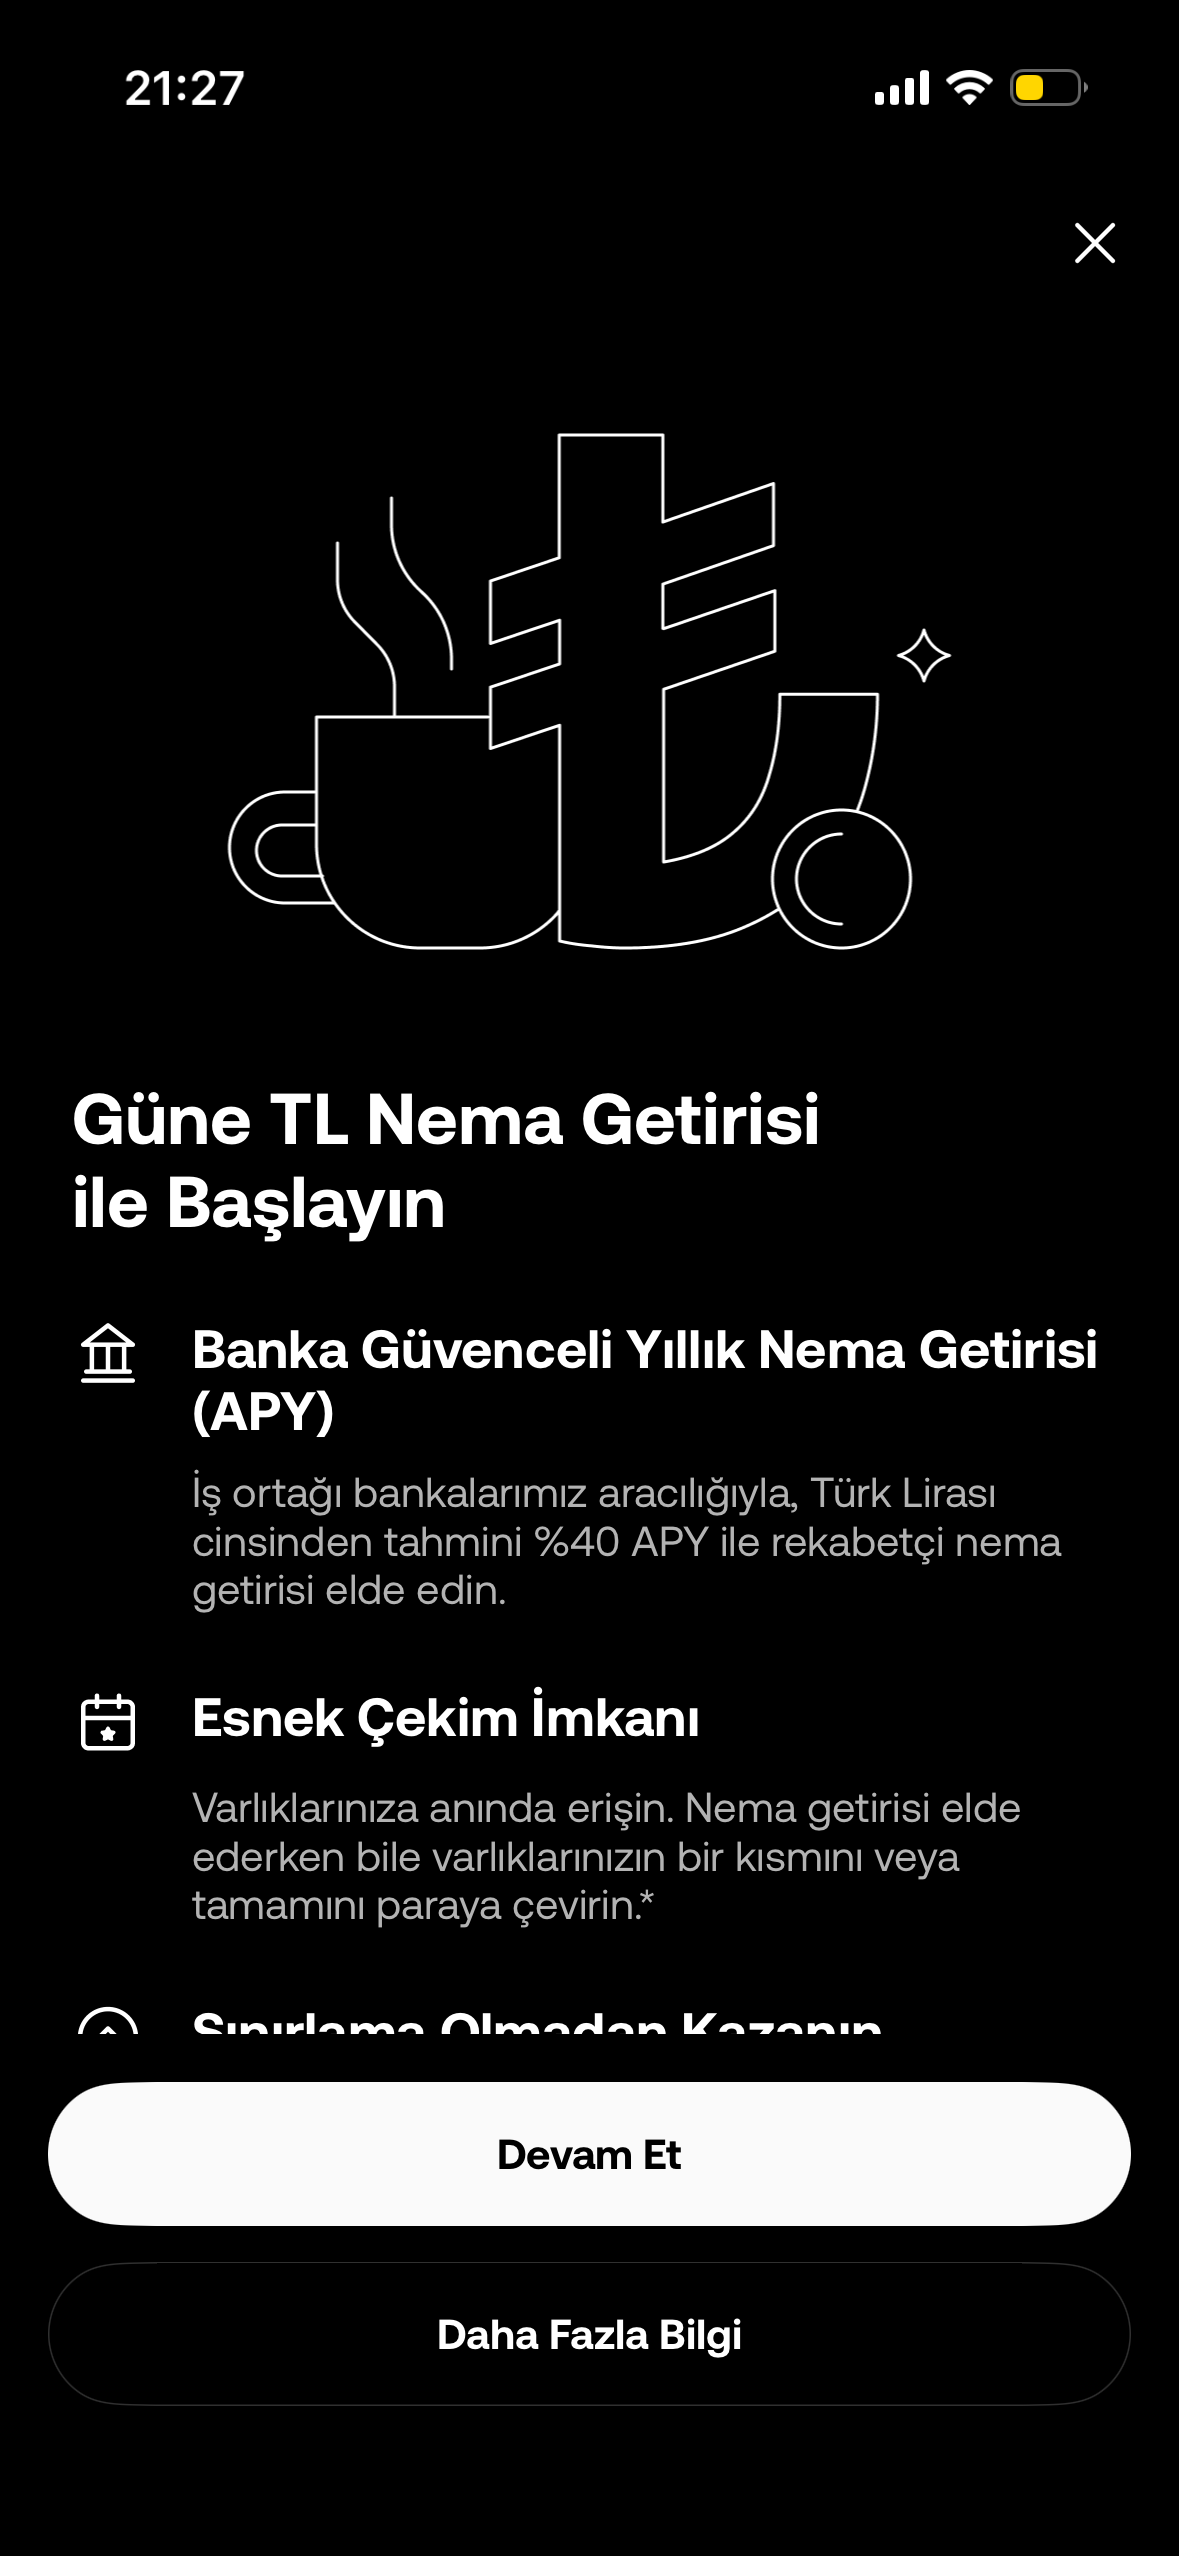 21:27
Güne TL Nema Getirisi
ile Başlayın
Banka Güvenceli Yıllık Nema Getirisi
(APY)
İş ortağı bankalarımız aracılığıyla, Türk Lirası
cinsinden tahmini %40 APY ile rekabetçi nema
getirisi elde edin.
Esnek Çekim İmkanı
Varlıklarınıza anında erişin. Nema getirisi elde
ederken bile varlıklarınızın bir kısmını veya
tamamını paraya çevirin.*
Sınırlama Olmadan Kazanın
Devam Et
Daha Fazla Bilgi